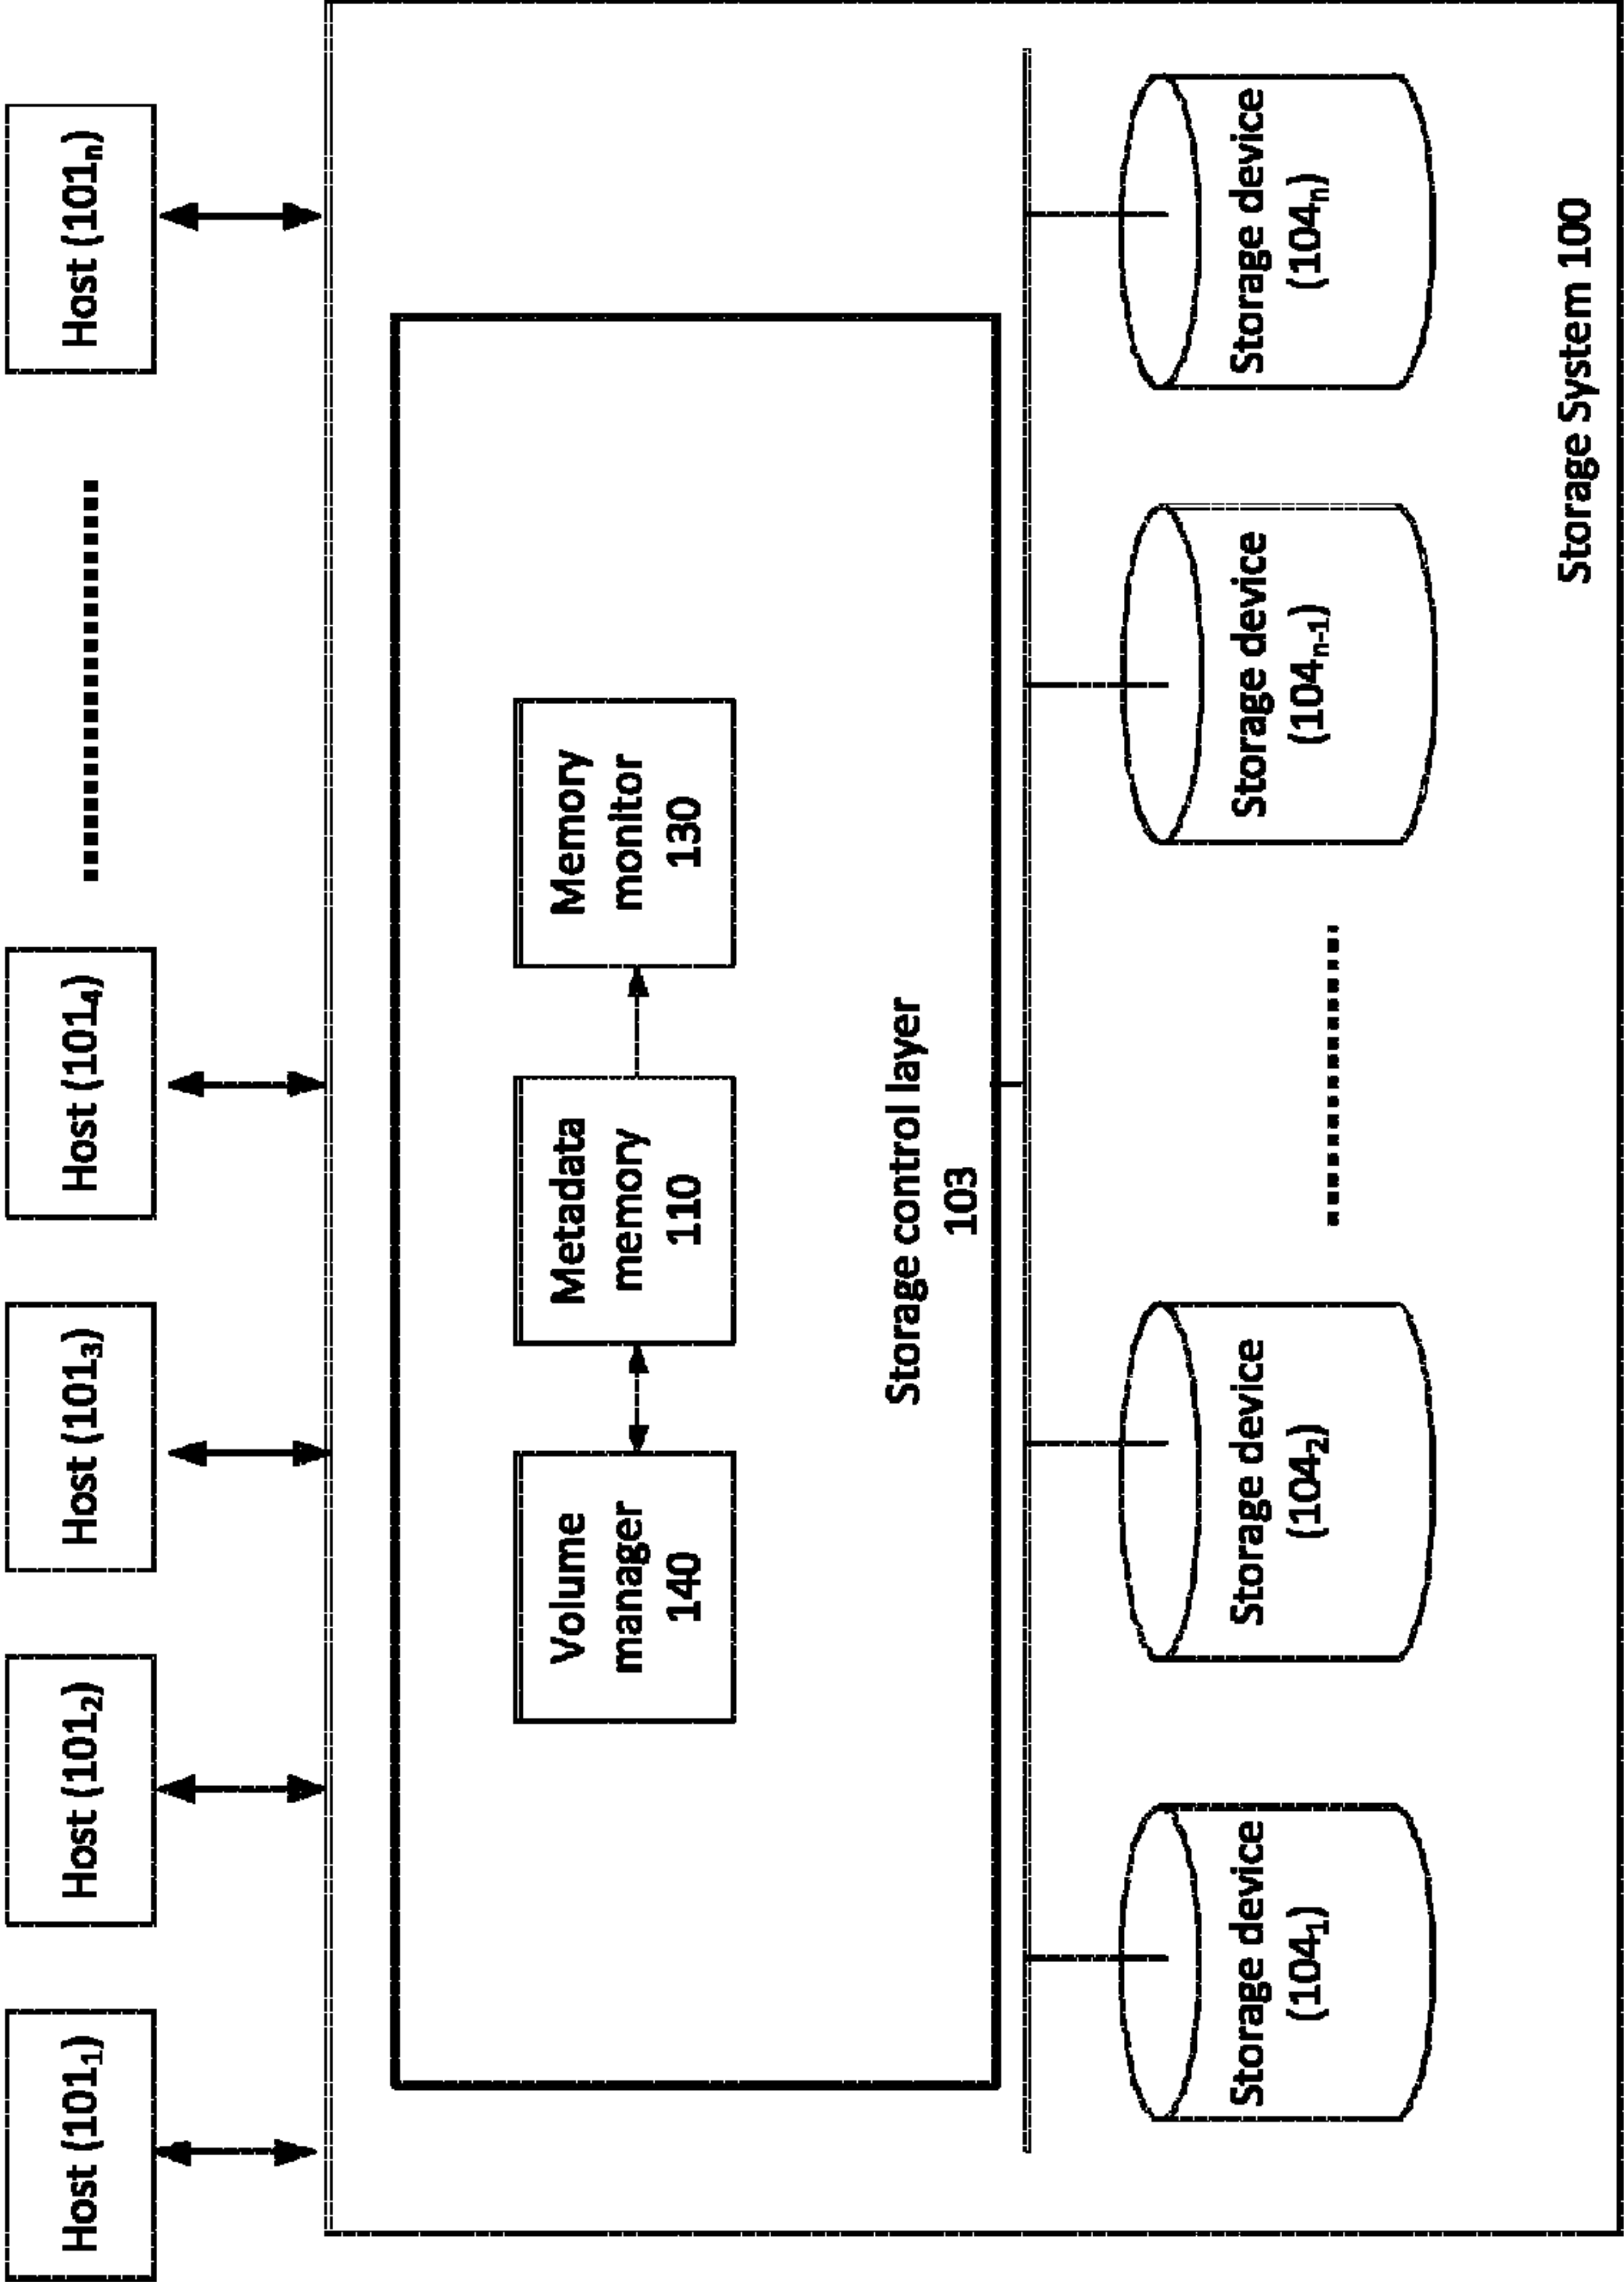 Host (101₁)
Host (101₂)
Host (101₃)
Host (101₄)
Host (101ₙ)
Volume
manager
140
Metadata
memory
110
Memory
monitor
130
Storage control layer
103
Storage device
(104₁)
Storage device
(104₂)
Storage device
(104ₙ₋₁)
Storage device
(104ₙ)
Storage System 100